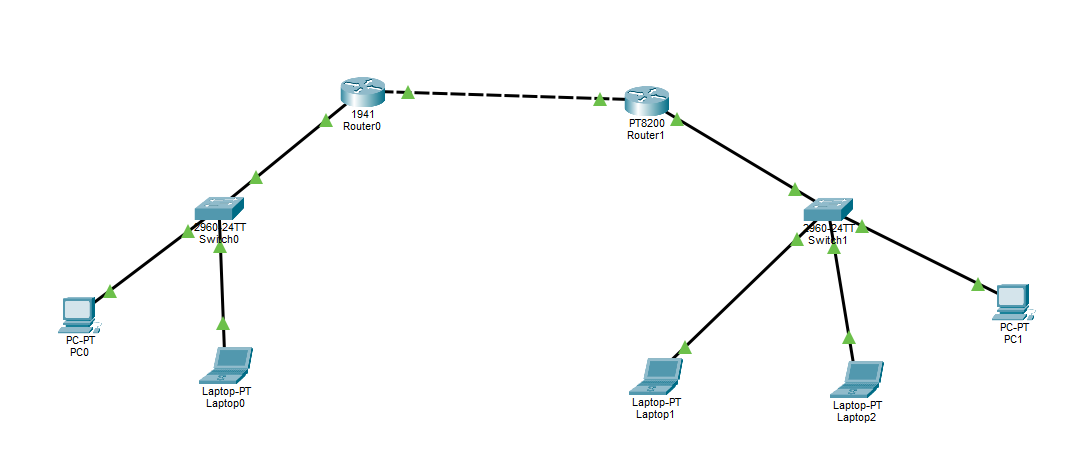 1941
Router0
PT8200
Router1
2960-24TT
Switch0
2960-24TT
Switch1
PC-PT
PC0
Laptop-PT
Laptop0
Laptop-PT
Laptop1
Laptop-PT
Laptop2
PC-PT
PC1